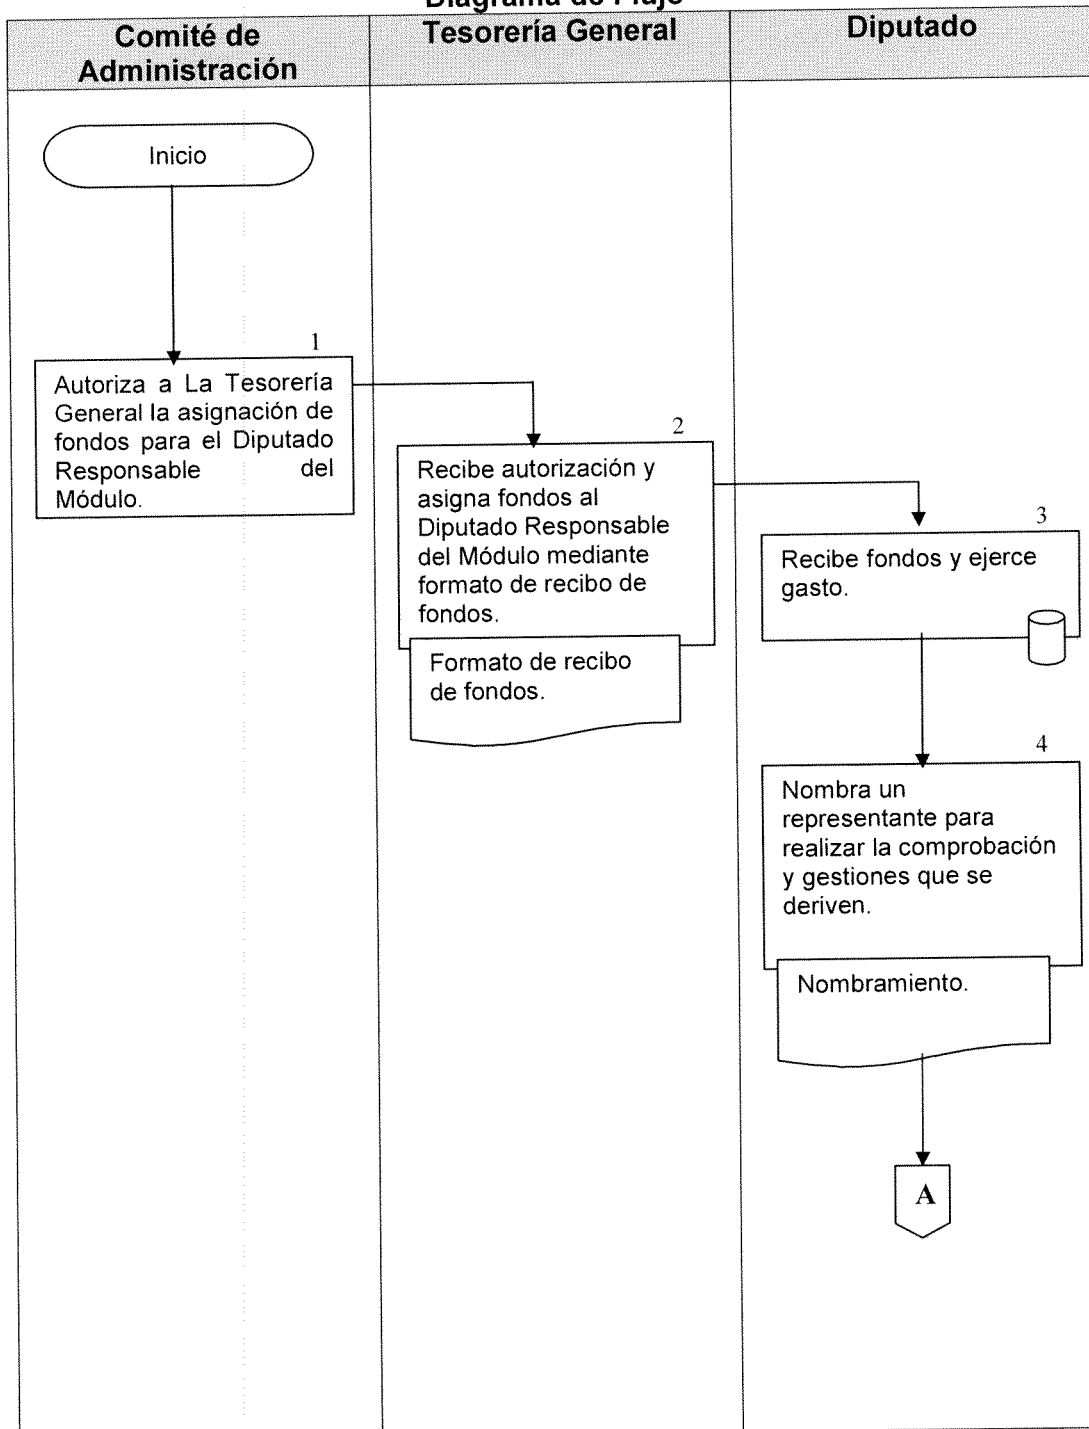 Diagrama de Flujo
Comité de
Administración
Tesorería General
Diputado
Inicio
1
Autoriza a La Tesorería
General la asignación de
fondos para el Diputado
Responsable del
Módulo.
2
Recibe autorización y
asigna fondos al
Diputado Responsable
del Módulo mediante
formato de recibo de
fondos.
Formato de recibo
de fondos.
3
Recibe fondos y ejerce
gasto.
4
Nombra un
representante para
realizar la comprobación
y gestiones que se
deriven.
Nombramiento.
A